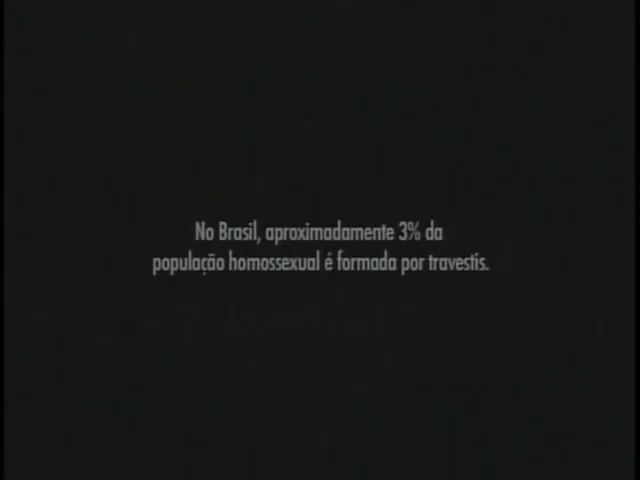 No Brasil, aproximadamente 3% da
população homossexual é formada por travestis.